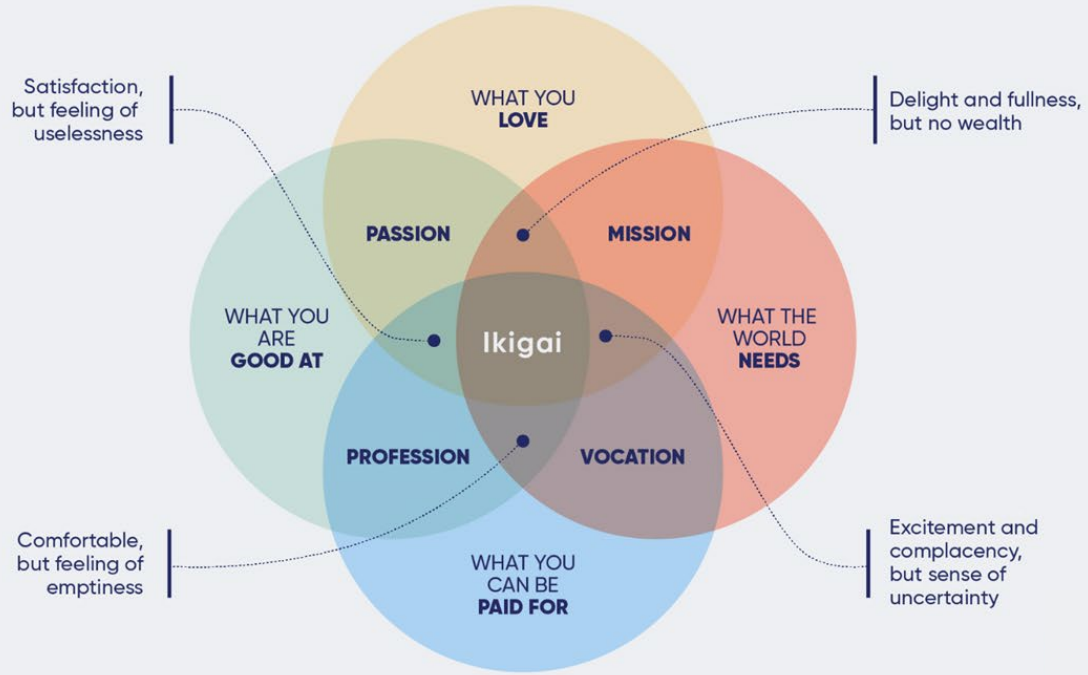 WHAT YOU
LOVE
Satisfaction,
but feeling of
uselessness
Delight and fullness,
but no wealth
PASSION
MISSION
WHAT YOU
ARE
GOOD AT
Ikigai
WHAT THE
WORLD
NEEDS
PROFESSION
VOCATION
Comfortable,
but feeling of
emptiness
WHAT YOU
CAN BE
PAID FOR
Excitement and
complacency,
but sense of
uncertainty